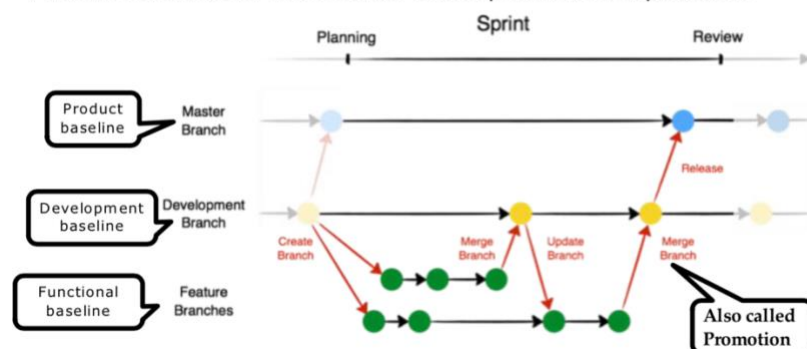 Sprint
Planning
Review
Product
baseline
Master
Branch
Release
Development
baseline
Development
Branch
Create
Branch
Merge
Branch
Update
Branch
Merge
Branch
Functional
baseline
Feature
Branches
Also called
Promotion